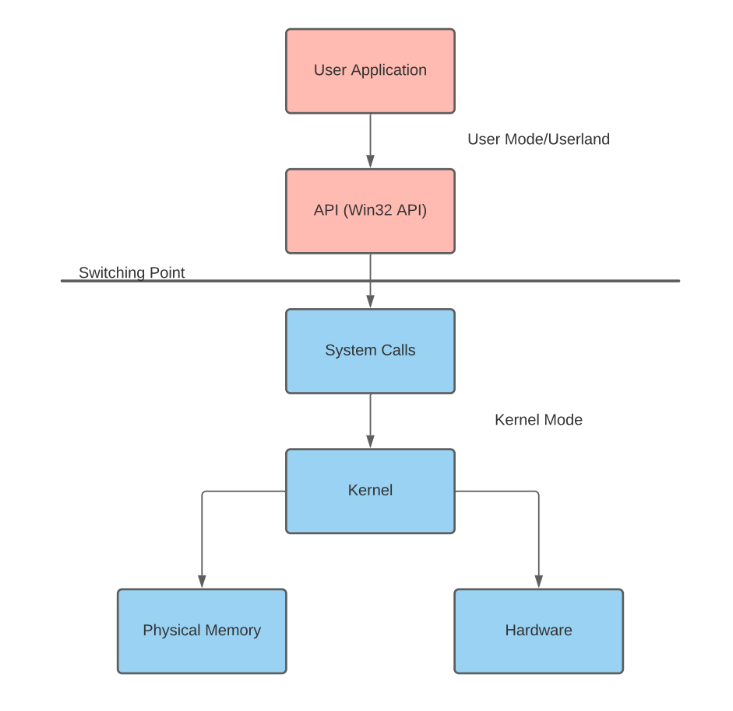 User Application
User Mode/Userland
API (Win32 API)
Switching Point
System Calls
Kernel Mode
Kernel
Physical Memory
Hardware